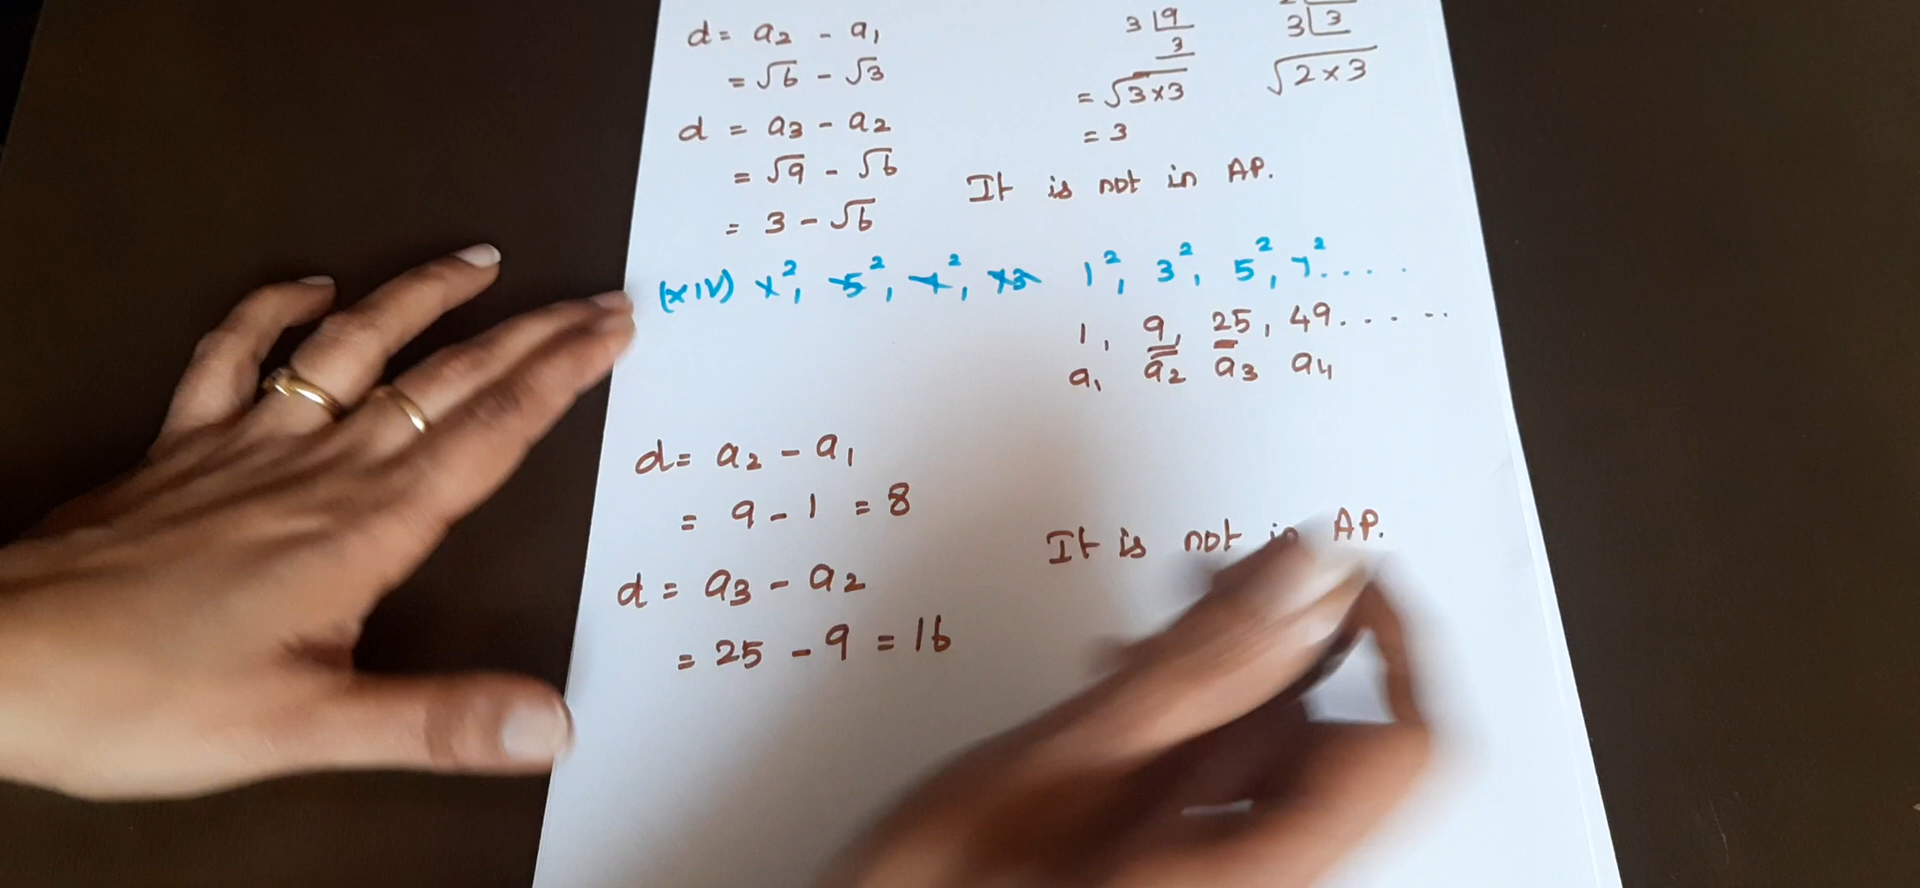 d = a₂ - a₁
= √6 - √3
d = a₃ - a₂
= √9 - √6
= 3 - √6
3 9
3
= √3×3
= 3
3 3
√2×3
It is not in AP.
(xiv) 1², 3², 5², 7². . . .
1, 9, 25, 49. . . . .
a₁ a₂ a₃ a₄
d = a₂ - a₁
= 9 - 1 = 8
d = a₃ - a₂
= 25 - 9 = 16
It is not in AP.